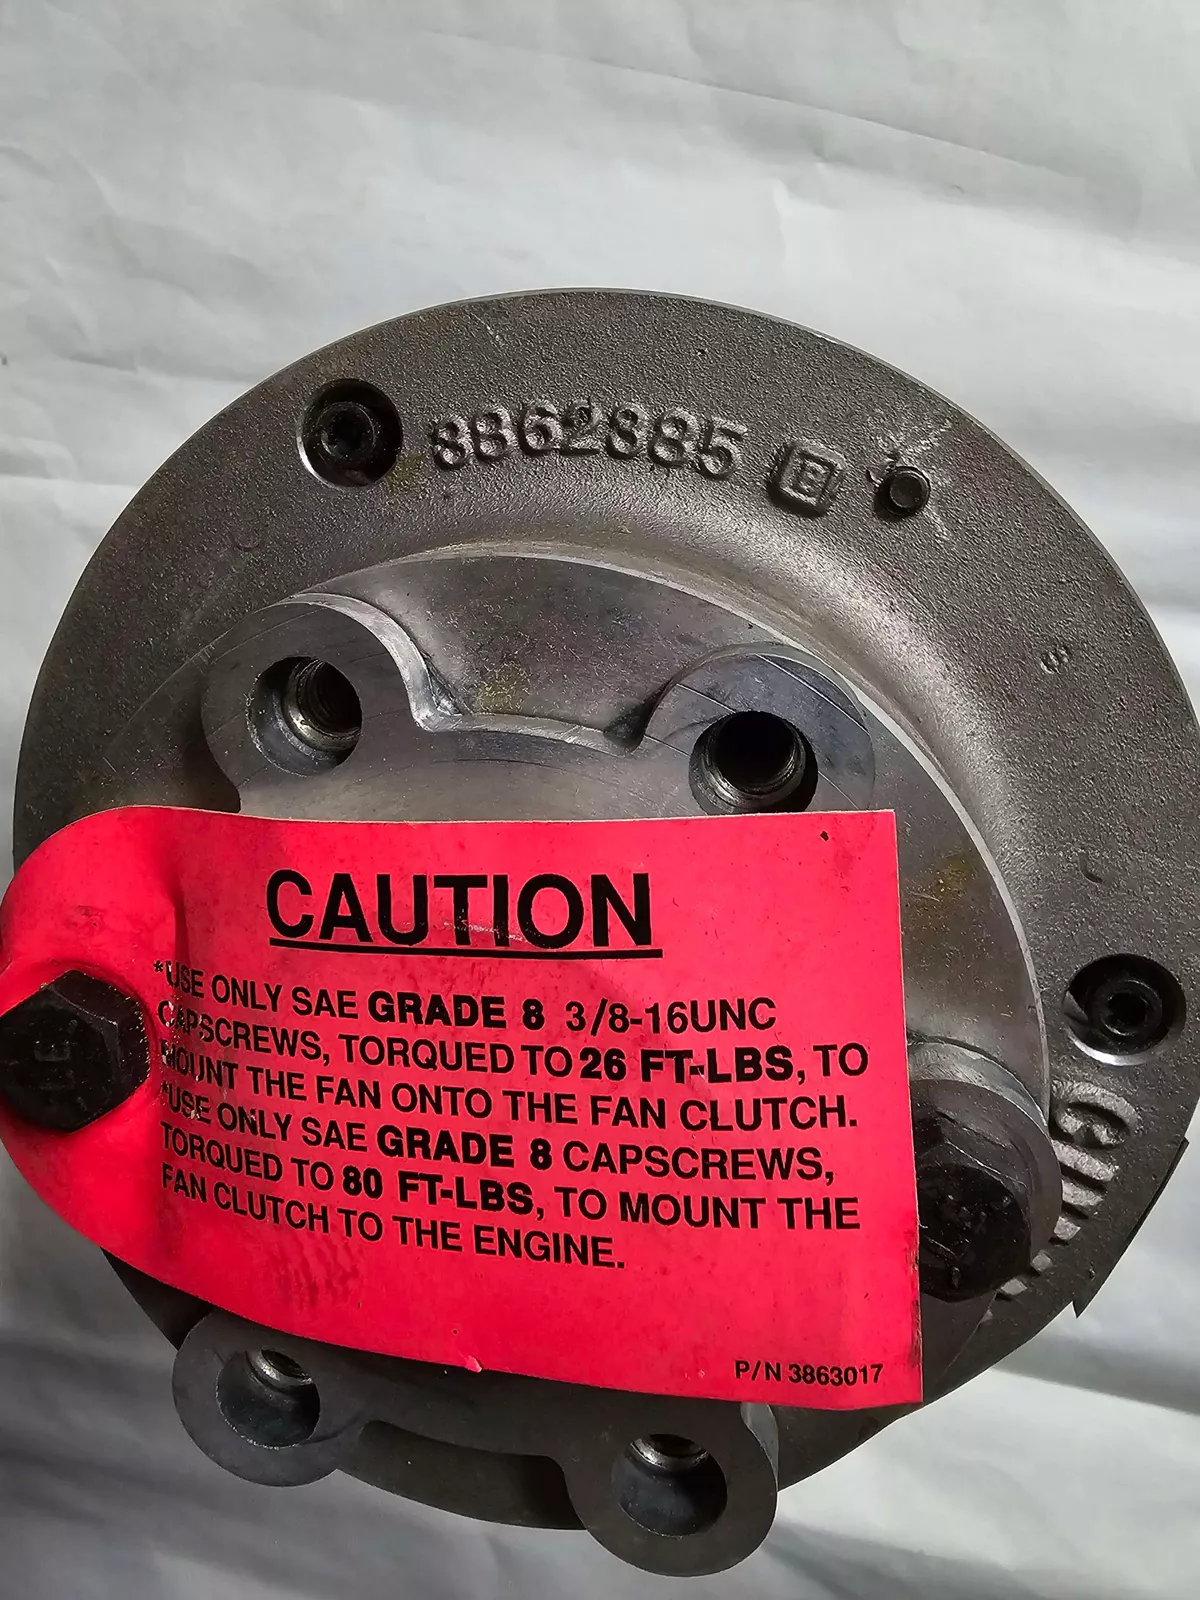 3862885 B
CAUTION
*USE ONLY SAE GRADE 8 3/8-16UNC
CAPSCREWS, TORQUED TO 26 FT-LBS, TO
MOUNT THE FAN ONTO THE FAN CLUTCH.
*USE ONLY SAE GRADE 8 CAPSCREWS,
TORQUED TO 80 FT-LBS, TO MOUNT THE
FAN CLUTCH TO THE ENGINE.
P/N 3863017